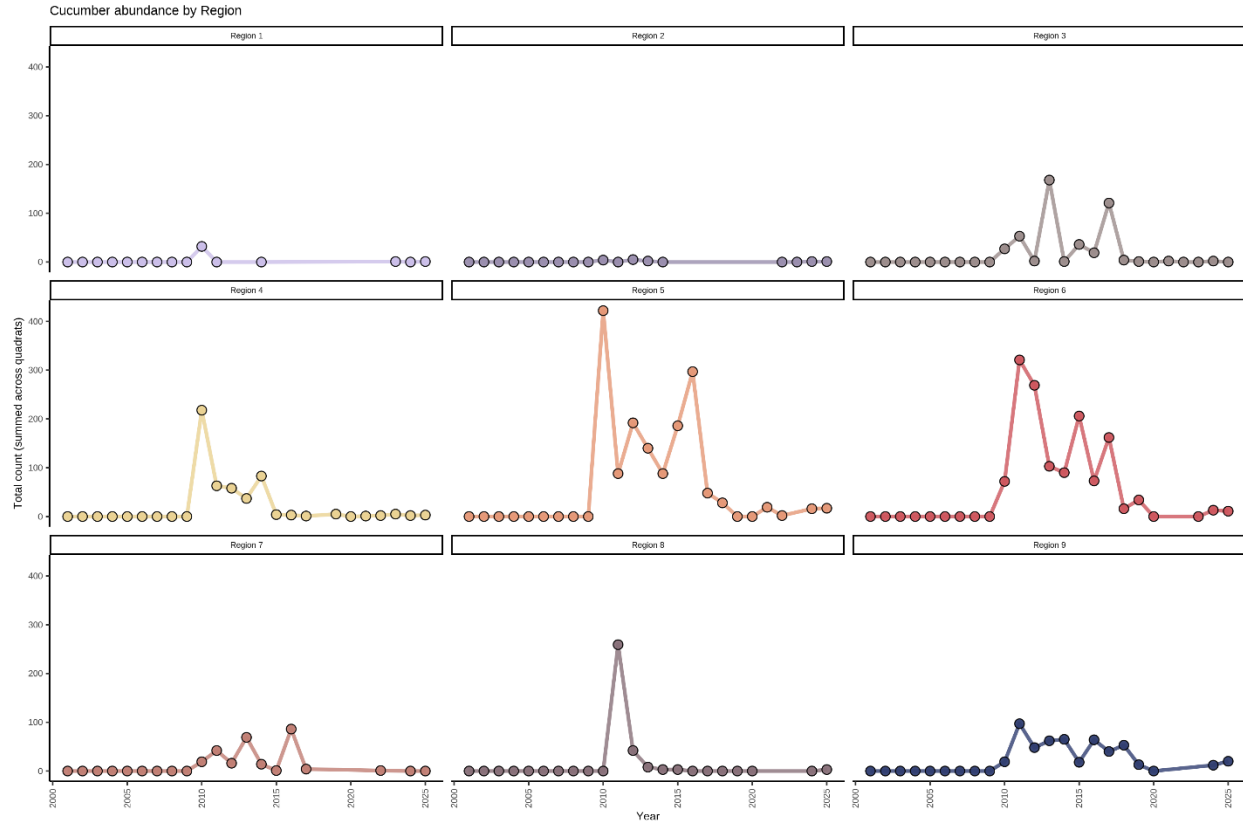 Cucumber abundance by Region
Region 1
Region 2
Region 3
400
300
200
100
0
Region 4
Region 5
Region 6
400
300
200
100
0
Region 7
Region 8
Region 9
400
300
200
100
0
2000
2005
2010
2015
2020
2025
2000
2005
2010
2015
2020
2025
2000
2005
2010
2015
2020
2025
Total count (summed across quadrats)
Year